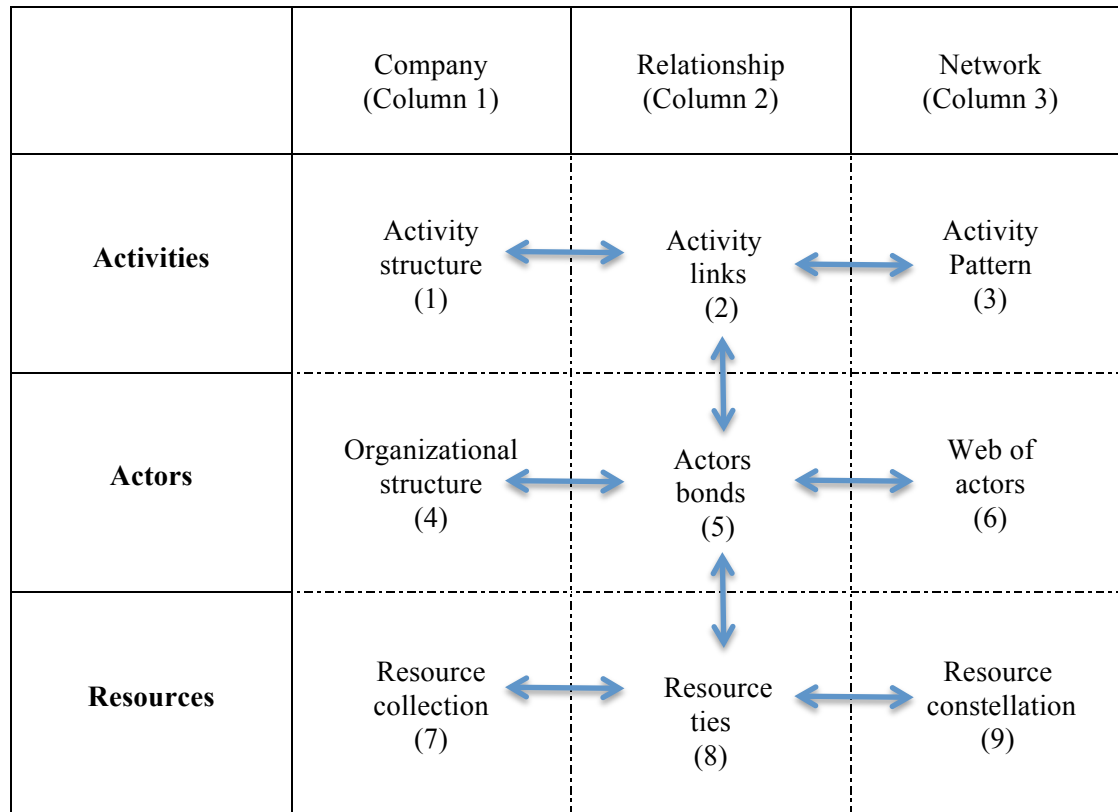 Company
(Column 1)
Relationship
(Column 2)
Network
(Column 3)
Activities
Activity
structure
(1)
Activity
links
(2)
Activity
Pattern
(3)
Actors
Organizational
structure
(4)
Actors
bonds
(5)
Web of
actors
(6)
Resources
Resource
collection
(7)
Resource
ties
(8)
Resource
constellation
(9)